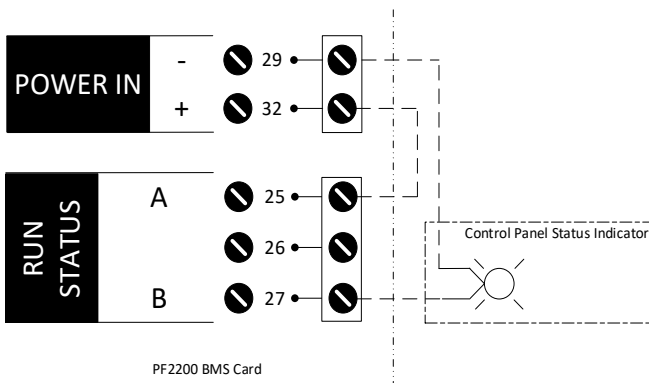 POWER IN
-
29
+
32
RUN
STATUS
A
25
26
B
27
Control Panel Status Indicator
PF2200 BMS Card